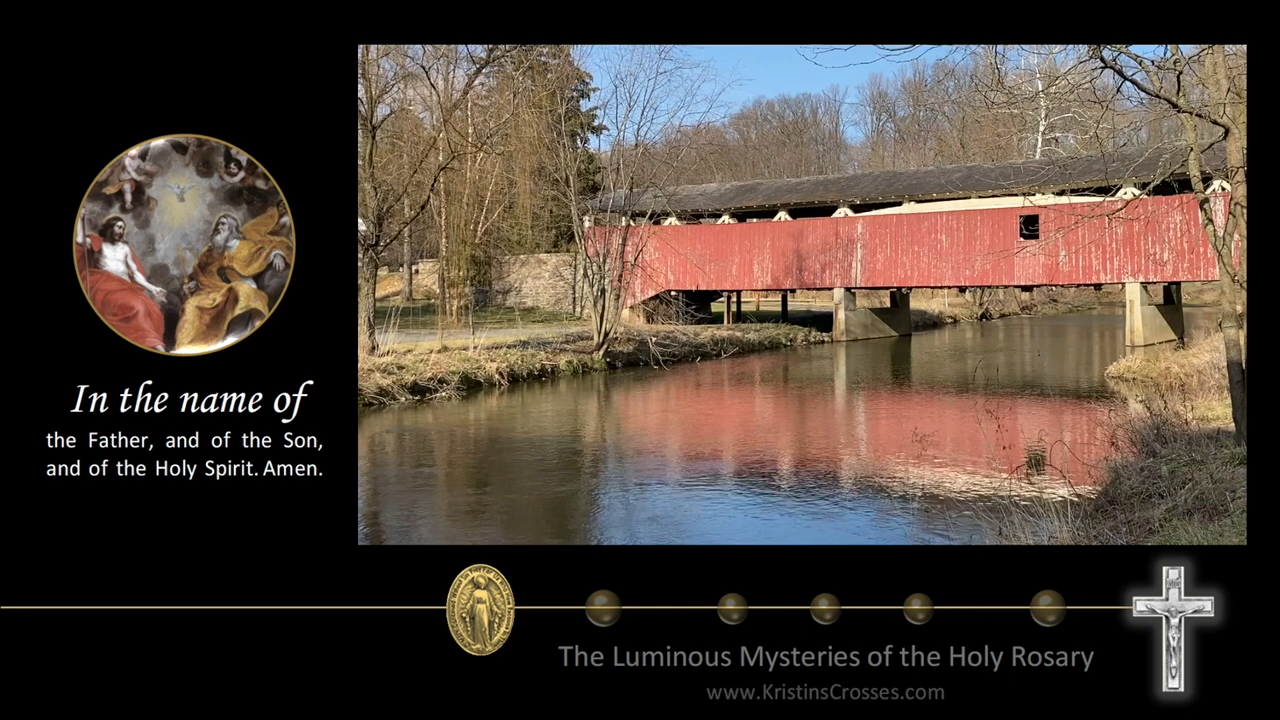 In the name of
the Father, and of the Son,
and of the Holy Spirit. Amen.
The Luminous Mysteries of the Holy Rosary
www.KristinsCrosses.com